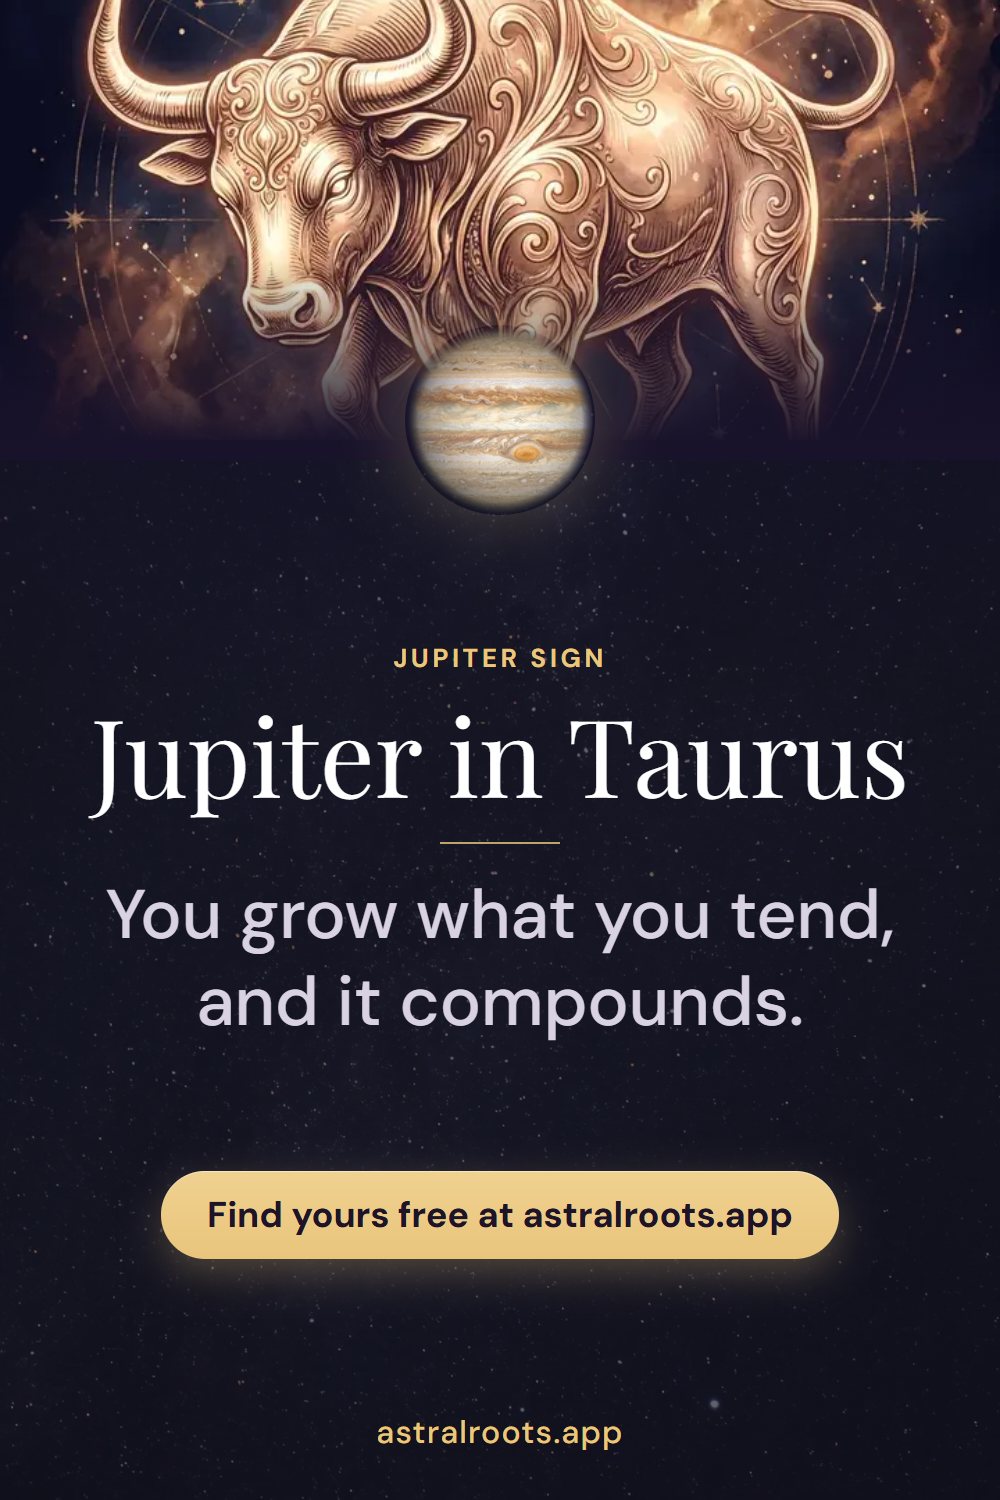 JUPITER SIGN
Jupiter in Taurus
You grow what you tend,
and it compounds.
Find yours free at astralroots.app
astralroots.app